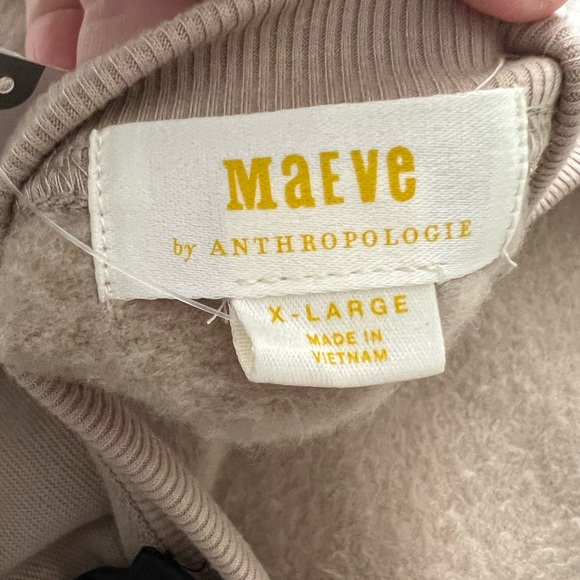 MaEVe
by ANTHROPOLOGIE
X-LARGE
MADE IN
VIETNAM